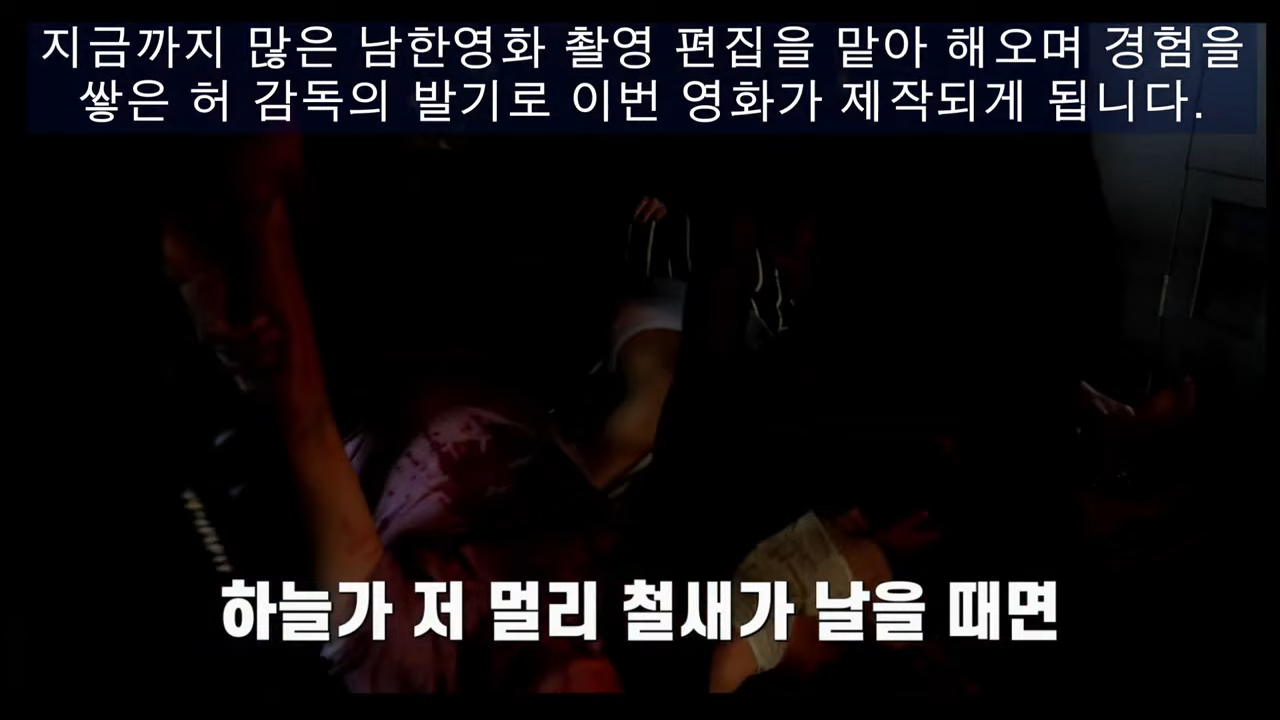 지금까지 많은 남한영화 촬영 편집을 맡아 해오며 경험을
쌓은 허 감독의 발기로 이번 영화가 제작되게 됩니다.
하늘가 저 멀리 철새가 날을 때면